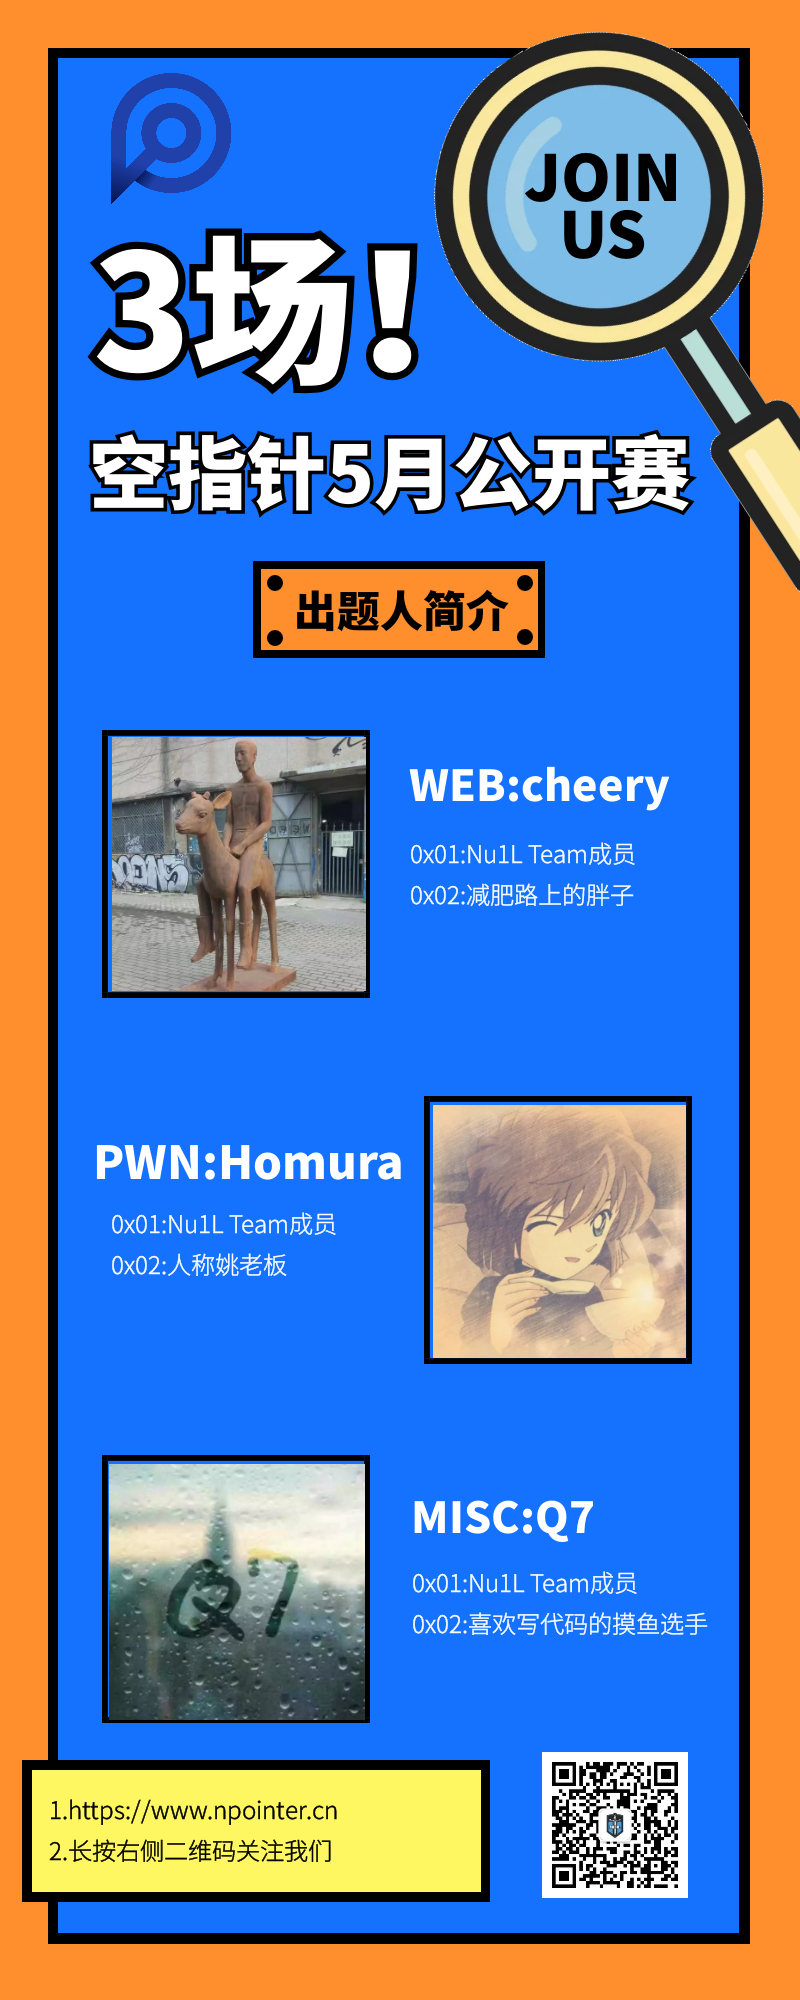 JOIN
US
3场!
空指针5月公开赛
出题人简介
WEB:cheery
0x01:Nu1L Team成员
0x02:减肥路上的胖子
PWN:Homura
0x01:Nu1L Team成员
0x02:人称姚老板
Q7
MISC:Q7
0x01:Nu1L Team成员
0x02:喜欢写代码的摸鱼选手
1.https://www.npointer.cn
2.长按右侧二维码关注我们